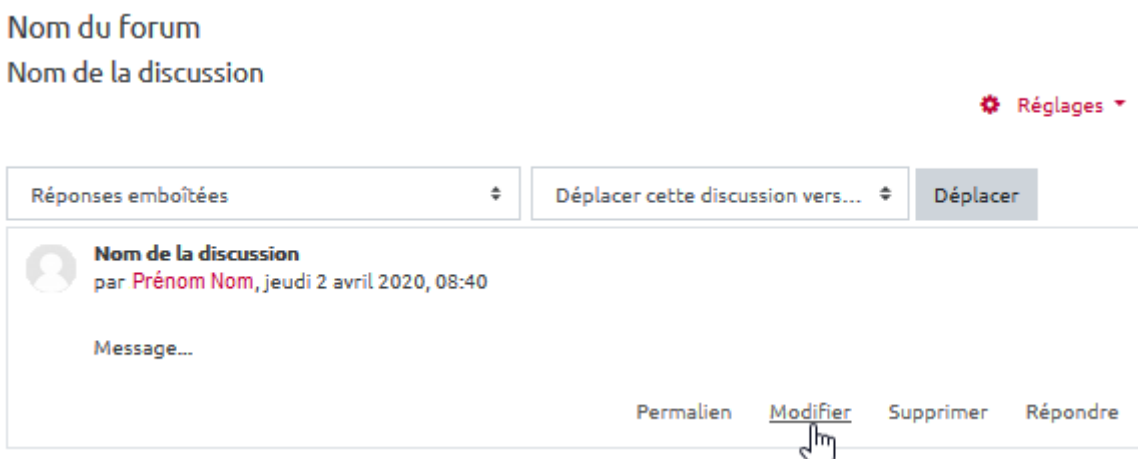 Nom du forum
Nom de la discussion
Réglages
Réponses emboîtées Déplacer cette discussion vers... Déplacer
Nom de la discussion
par Prénom Nom, jeudi 2 avril 2020, 08:40
Message...
Permalien Modifier Supprimer Répondre